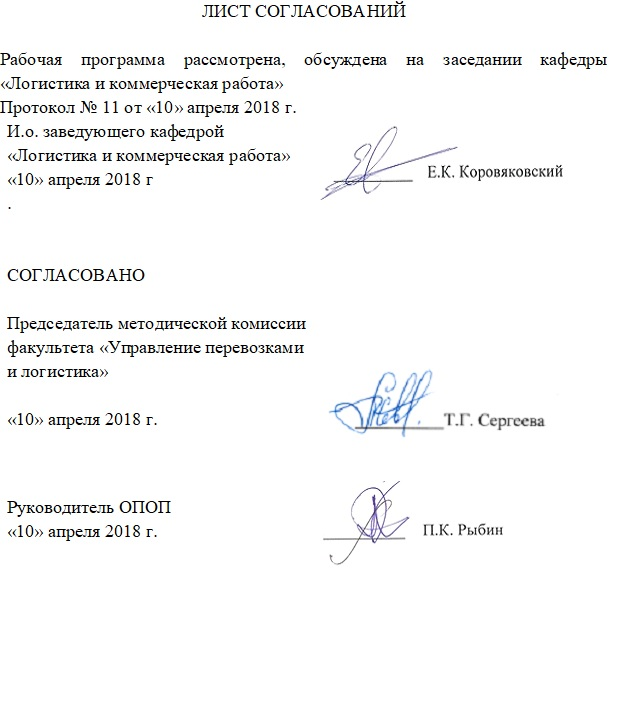 ЛИСТ СОГЛАСОВАНИЙ
Рабочая программа рассмотрена, обсуждена на заседании кафедры
«Логистика и коммерческая работа»
Протокол № 11 от «10» апреля 2018 г.
И.о. заведующего кафедрой
«Логистика и коммерческая работа»
«10» апреля 2018 г
Е.К. Коровяковский
.
СОГЛАСОВАНО
Председатель методической комиссии
факультета «Управление перевозками
и логистика»
«10» апреля 2018 г.
Т.Г. Сергеева
Руководитель ОПОП
«10» апреля 2018 г.
П.К. Рыбин